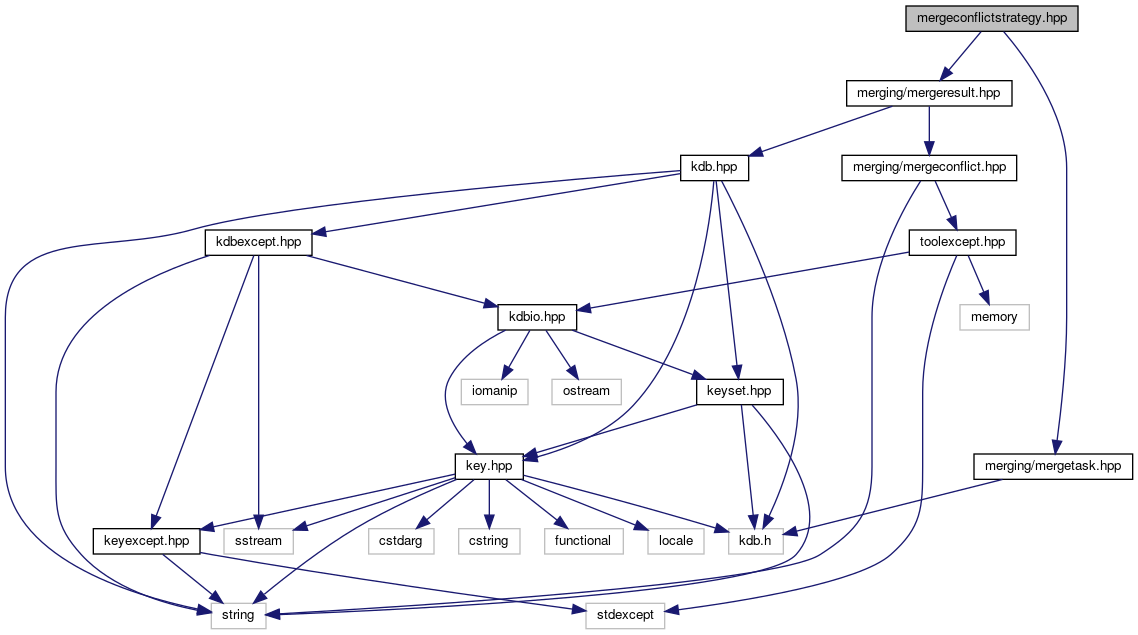 mergeconflictstrategy.hpp
merging/mergeresult.hpp
kdb.hpp
merging/mergeconflict.hpp
kdbexcept.hpp
toolexcept.hpp
kdbio.hpp
memory
iomanip
ostream
keyset.hpp
key.hpp
merging/mergetask.hpp
keyexcept.hpp
sstream
cstdarg
cstring
functional
locale
kdb.h
string
stdexcept